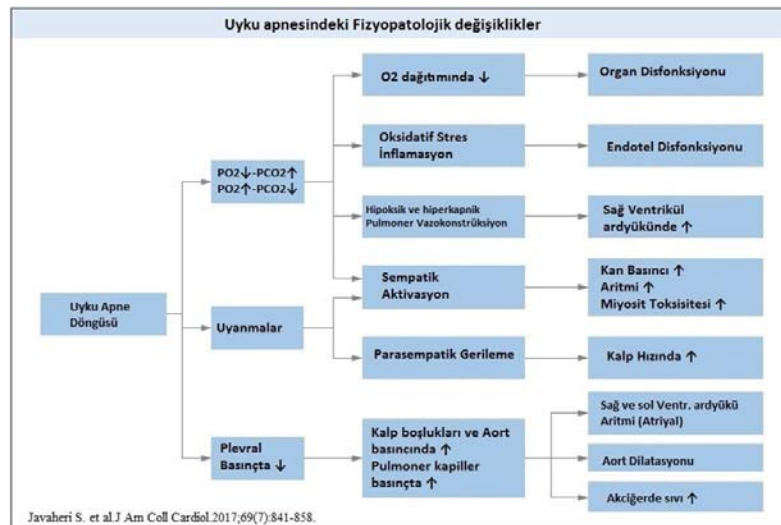 Uyku apnesindeki Fizyopatolojik değişiklikler
O2 dağıtımında ↓
Organ Disfonksiyonu
Oksidatif Stres
İnflamasyon
Endotel Disfonksiyonu
PO2↓-PCO2↑
PO2↑-PCO2↓
Hipoksik ve hiperkapnik
Pulmoner Vazokonstrüksiyon
Sağ Ventrikül
ardyükünde ↑
Sempatik
Aktivasyon
Kan Basıncı ↑
Aritmi ↑
Miyosit Toksisitesi ↑
Uyku Apne
Döngüsü
Uyanmalar
Parasempatik Gerileme
Kalp Hızında ↑
Plevral
Basınçta ↓
Kalp boşlukları ve Aort
basıncında ↑
Pulmoner kapiller
basınçta ↑
Sağ ve sol Ventr. ardyükü
Aritmi (Atriyal)
Aort Dilatasyonu
Akciğerde sıvı ↑
Javaheri S. et al.J Am Coll Cardiol.2017;69(7):841-858.